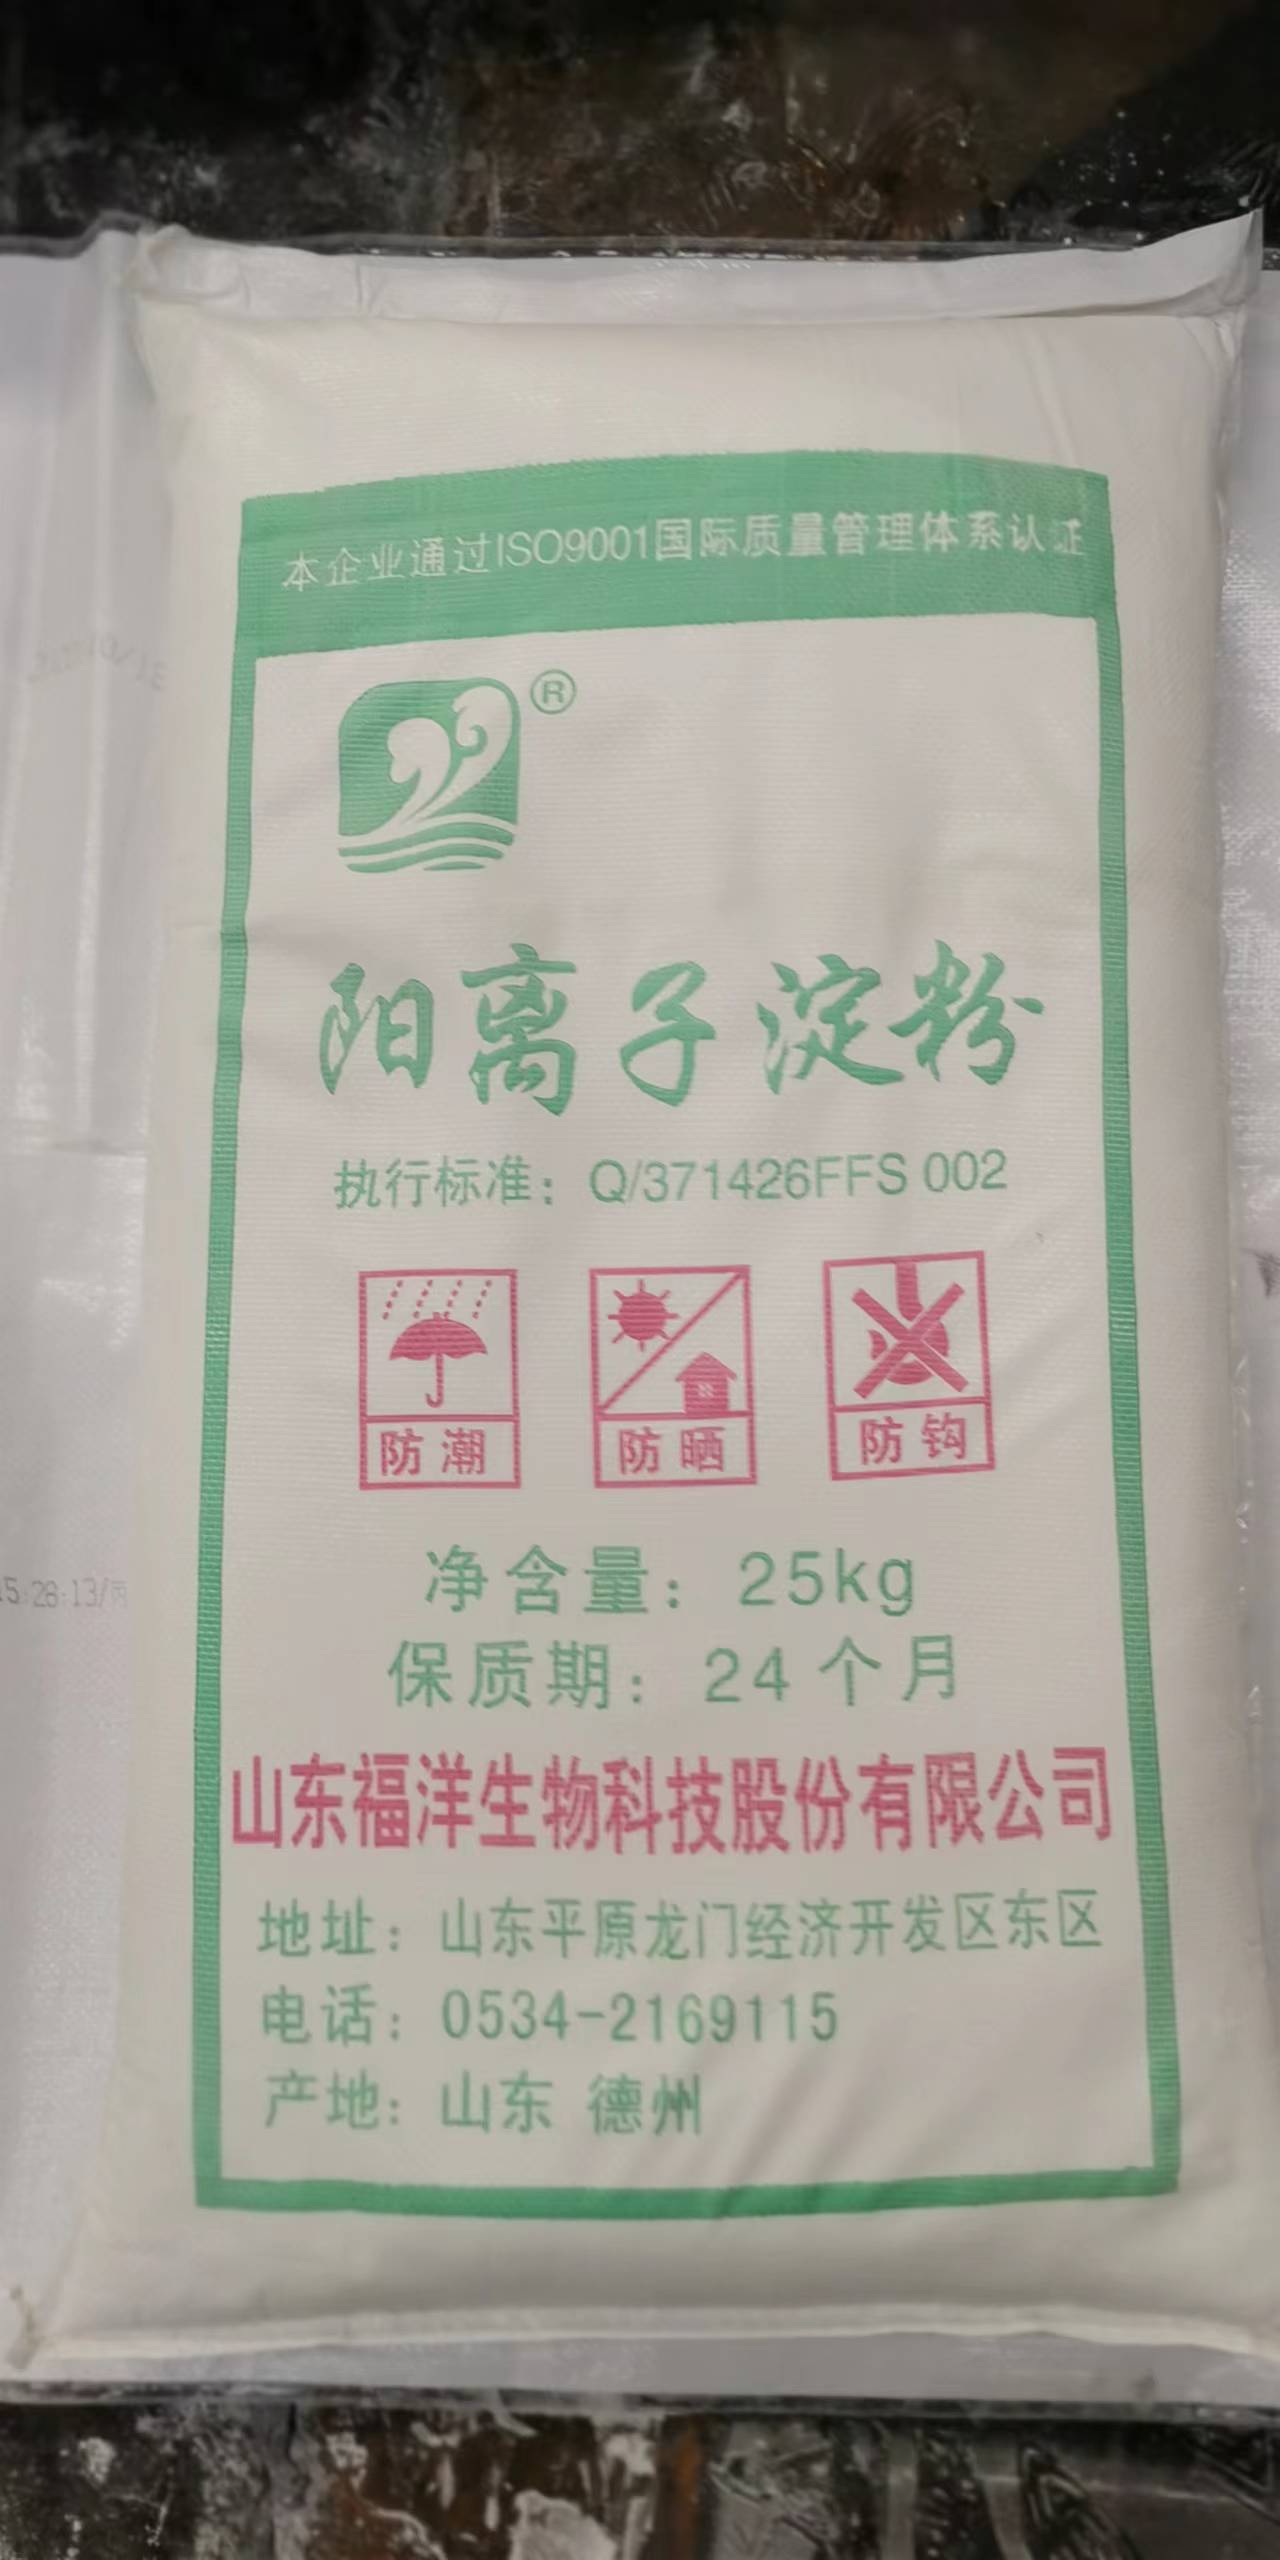 本企业通过ISO9001国际质量管理体系认证
®
阳离子淀粉
执行标准：Q/371426FFS 002
防潮 防晒 防钩
净含量：25kg
保质期：24个月
山东福洋生物科技股份有限公司
地址：山东平原龙门经济开发区东区
电话：0534-2169115
产地：山东 德州
5:28:13/丙